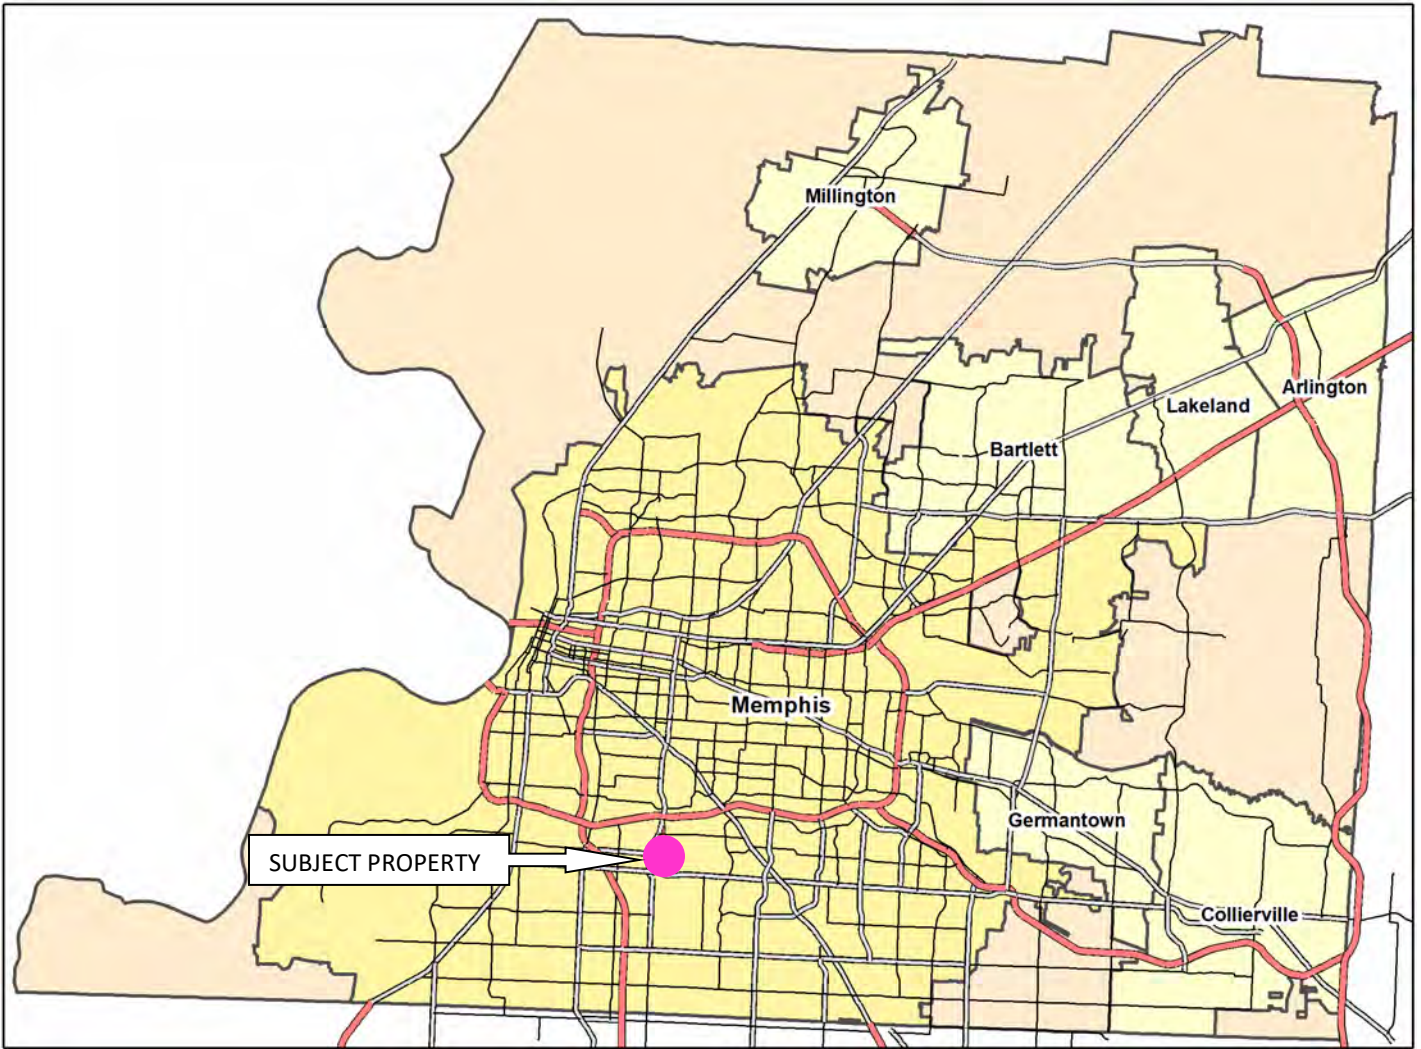 Millington
Arlington
Lakeland
Bartlett
Memphis
Germantown
SUBJECT PROPERTY
Collierville